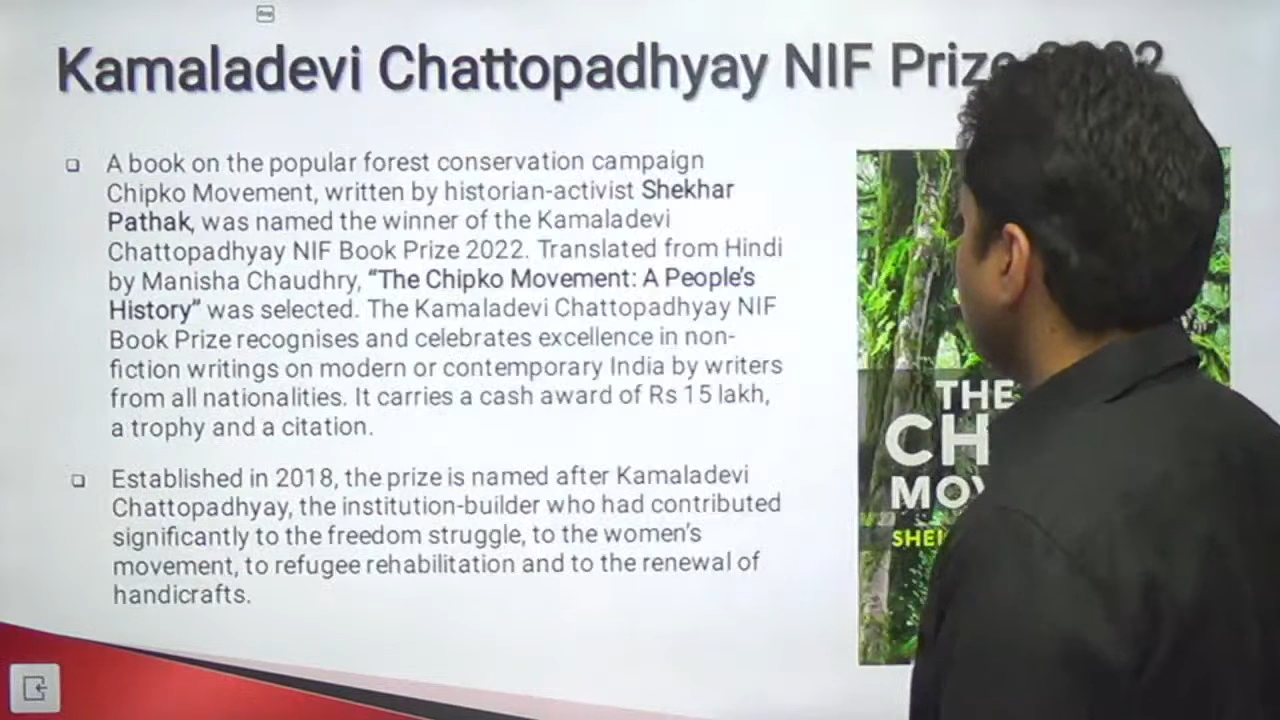 Kamaladevi Chattopadhyay NIF Prize 2022
A book on the popular forest conservation campaign
Chipko Movement, written by historian-activist Shekhar
Pathak, was named the winner of the Kamaladevi
Chattopadhyay NIF Book Prize 2022. Translated from Hindi
by Manisha Chaudhry, “The Chipko Movement: A People’s
History” was selected. The Kamaladevi Chattopadhyay NIF
Book Prize recognises and celebrates excellence in non-
fiction writings on modern or contemporary India by writers
from all nationalities. It carries a cash award of Rs 15 lakh,
a trophy and a citation.
Established in 2018, the prize is named after Kamaladevi
Chattopadhyay, the institution-builder who had contributed
significantly to the freedom struggle, to the women’s
movement, to refugee rehabilitation and to the renewal of
handicrafts.
THE
CH
MO
SHE